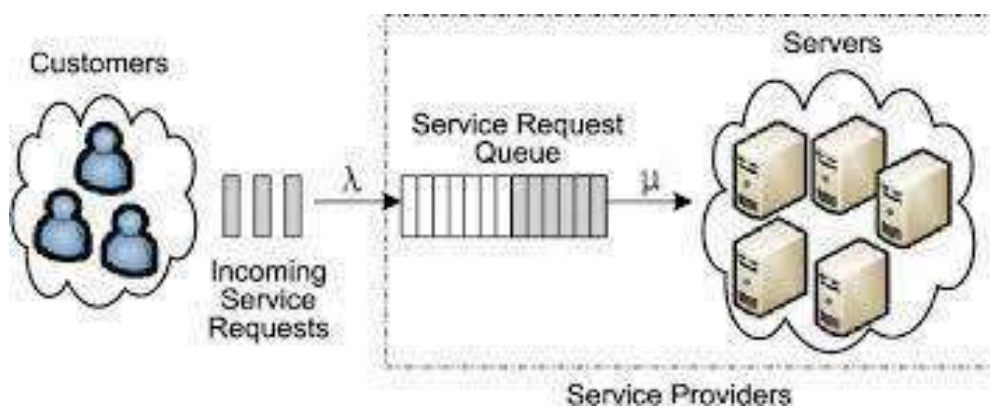 Customers
Incoming
Service
Requests
λ
Service Request
Queue
μ
Servers
Service Providers